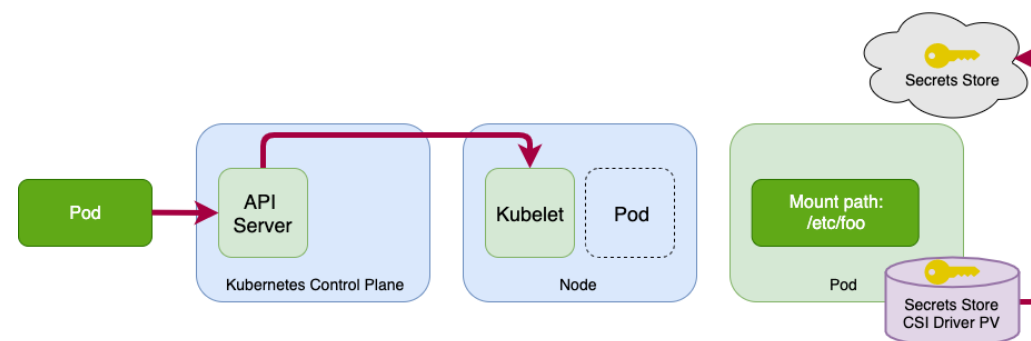 Secrets Store
Pod
API
Server
Kubernetes Control Plane
Kubelet
Pod
Node
Mount path:
/etc/foo
Pod
Secrets Store
CSI Driver PV